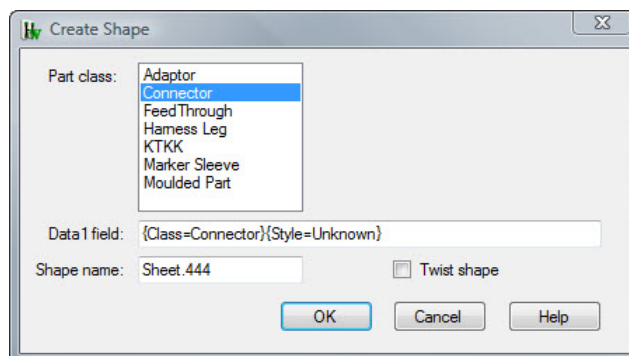 Create Shape
Part class:
Adaptor
Connector
FeedThrough
Harness Leg
KTKK
Marker Sleeve
Moulded Part
Data1 field: {Class=Connector}{Style=Unknown}
Shape name: Sheet.444 Twist shape
OK Cancel Help